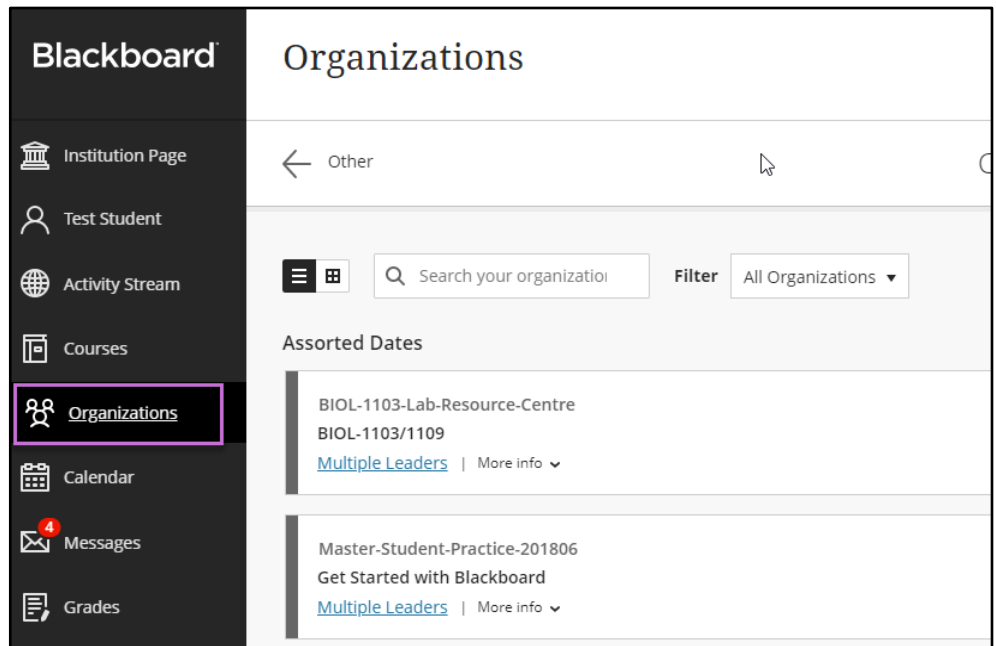 Blackboard
Organizations
Institution Page
Other
Test Student
Activity Stream
Courses
Organizations
Calendar
4
Messages
Grades
Search your organization
Filter
All Organizations
Assorted Dates
BIOL-1103-Lab-Resource-Centre
BIOL-1103/1109
Multiple Leaders | More info
Master-Student-Practice-201806
Get Started with Blackboard
Multiple Leaders | More info